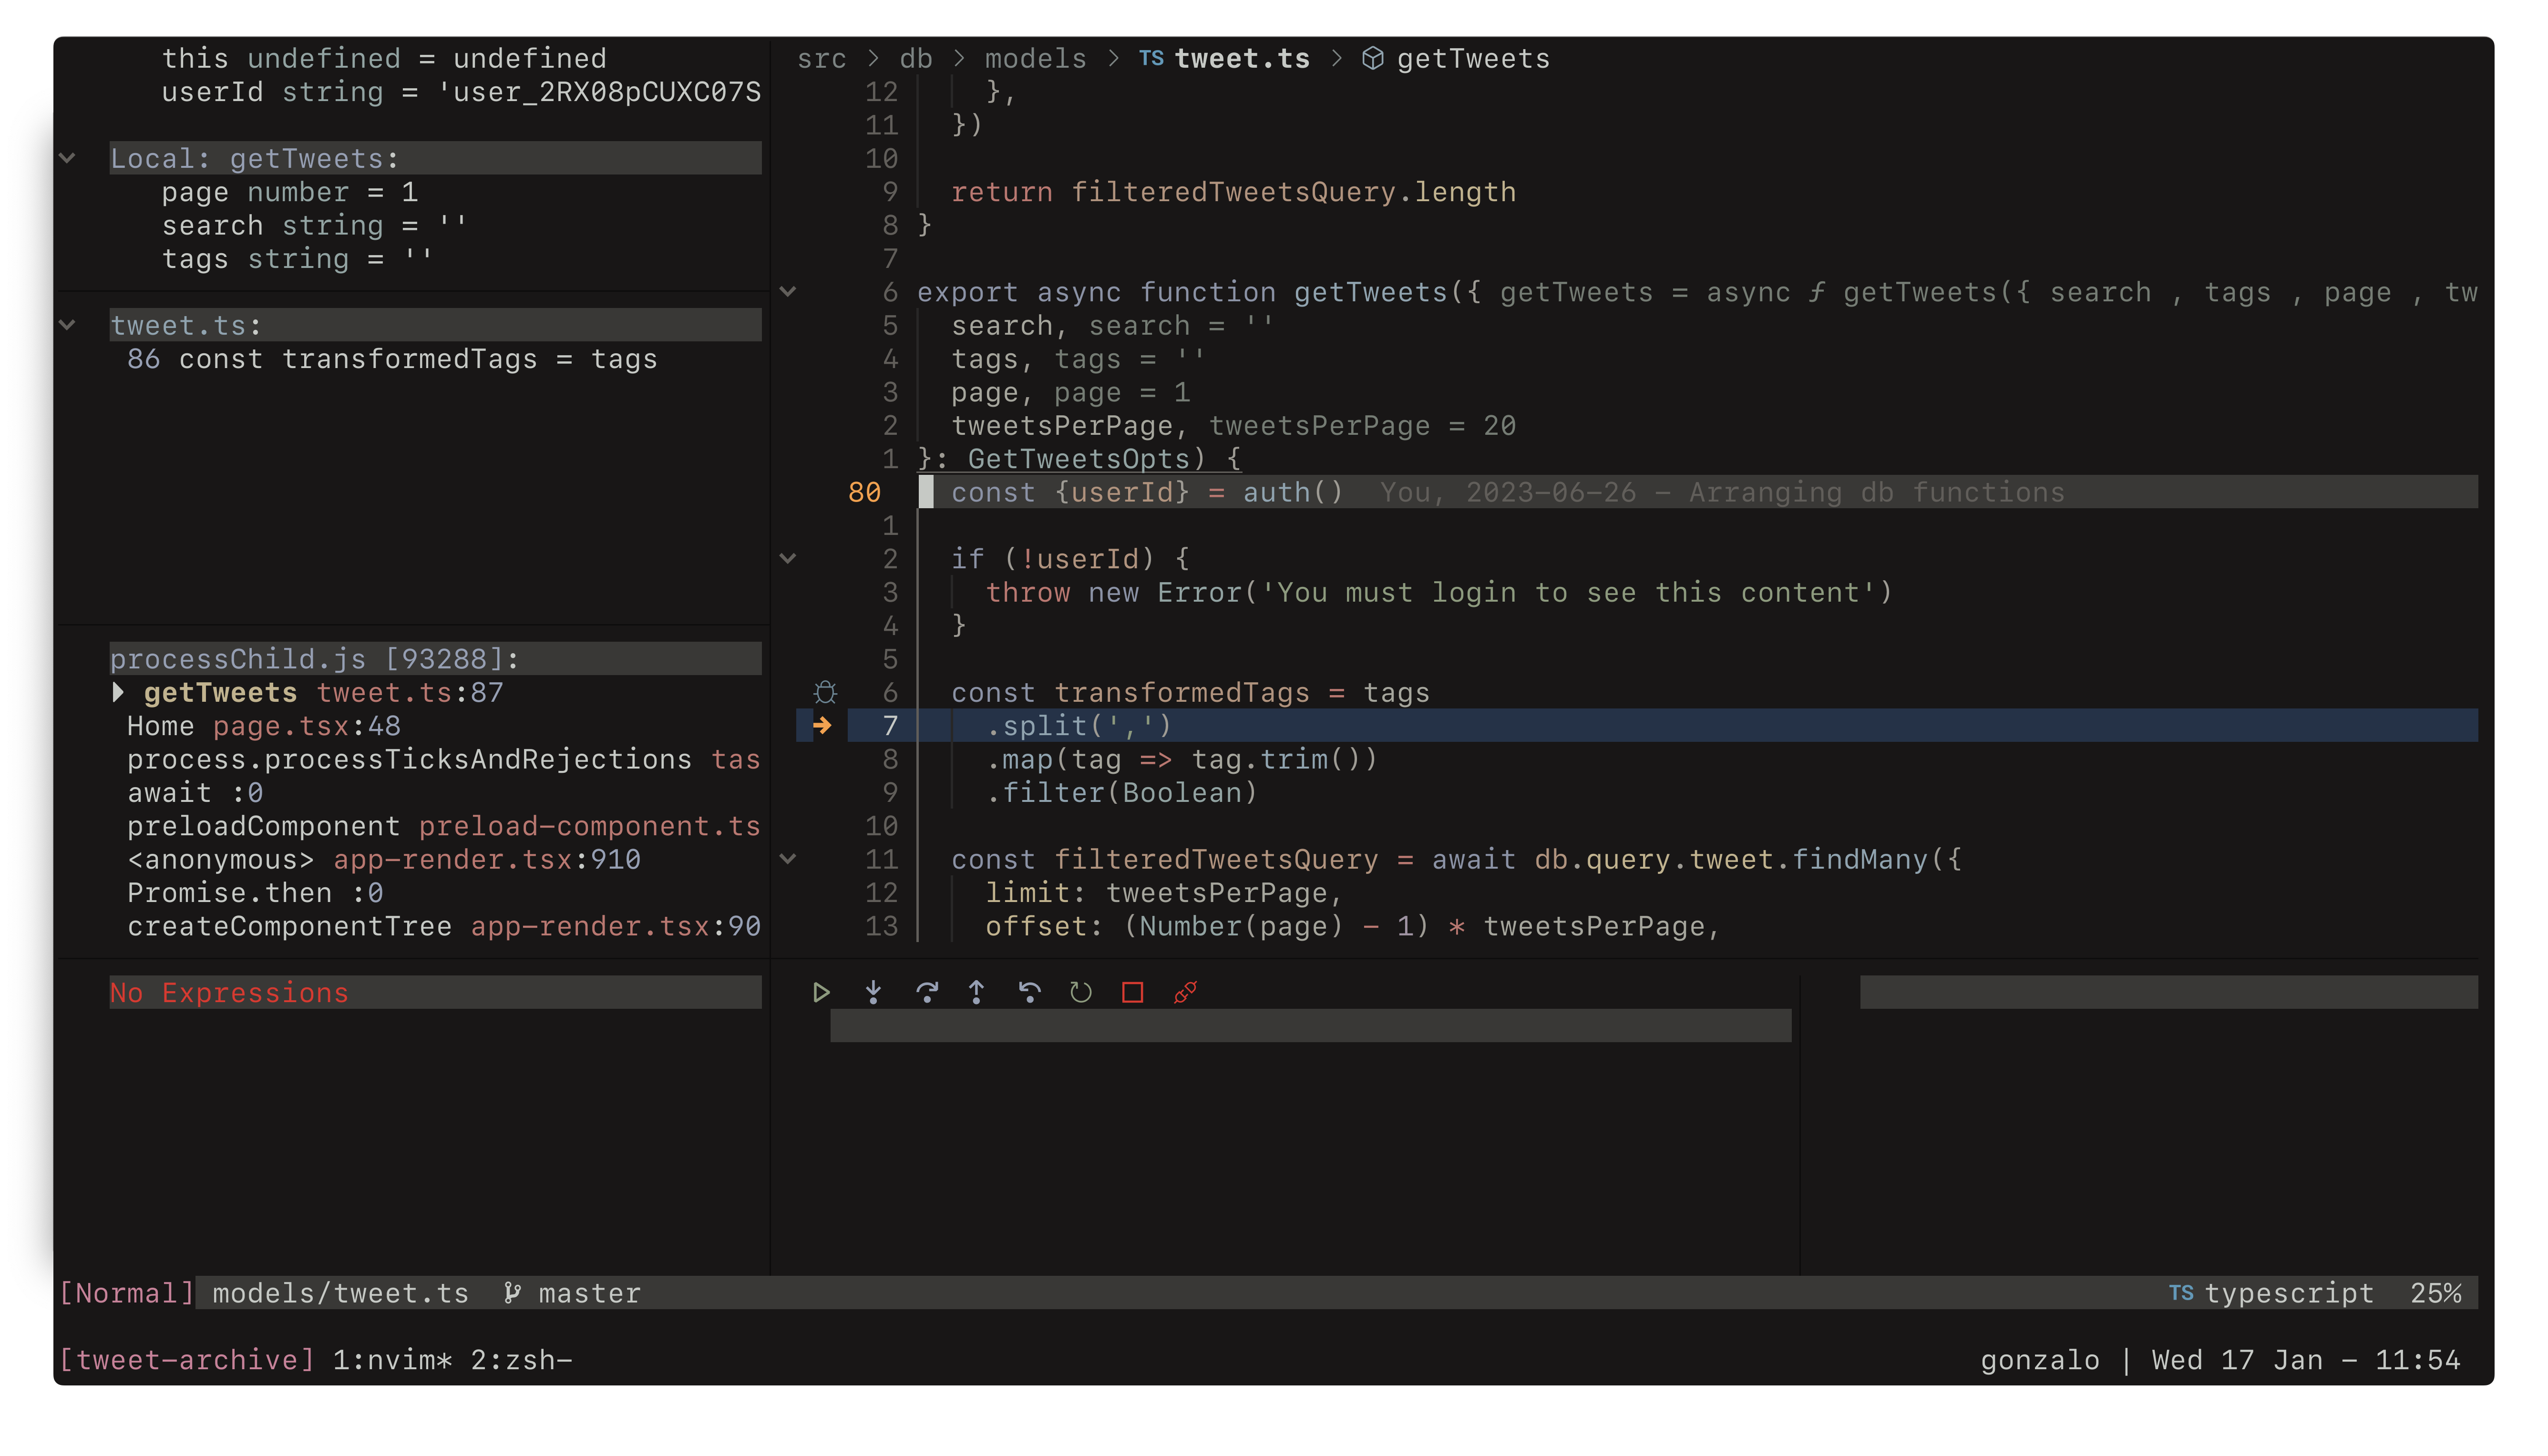 this undefined = undefined
userId string = 'user_2RX08pCUXC07S
Local: getTweets:
page number = 1
search string = ''
tags string = ''
tweet.ts:
86 const transformedTags = tags
processChild.js [93288]:
getTweets tweet.ts:87
Home page.tsx:48
process.processTicksAndRejections tas
await :0
preloadComponent preload-component.ts
<anonymous> app-render.tsx:910
Promise.then :0
createComponentTree app-render.tsx:90
No Expressions
src > db > models > TS tweet.ts > getTweets
12 },
11 })
10
9 return filteredTweetsQuery.length
8 }
7
6 export async function getTweets({ getTweets = async ƒ getTweets({ search , tags , page , tw
5 search, search = ''
4 tags, tags = ''
3 page, page = 1
2 tweetsPerPage, tweetsPerPage = 20
1 }: GetTweetsOpts) {
80 const {userId} = auth() You, 2023-06-26 - Arranging db functions
1
2 if (!userId) {
3 throw new Error('You must login to see this content')
4 }
5
6 const transformedTags = tags
7 .split(',')
8 .map(tag => tag.trim())
9 .filter(Boolean)
10
11 const filteredTweetsQuery = await db.query.tweet.findMany({
12 limit: tweetsPerPage,
13 offset: (Number(page) - 1) * tweetsPerPage,
[Normal] models/tweet.ts master TS typescript 25%
[tweet-archive] 1:nvim* 2:zsh- gonzalo | Wed 17 Jan - 11:54